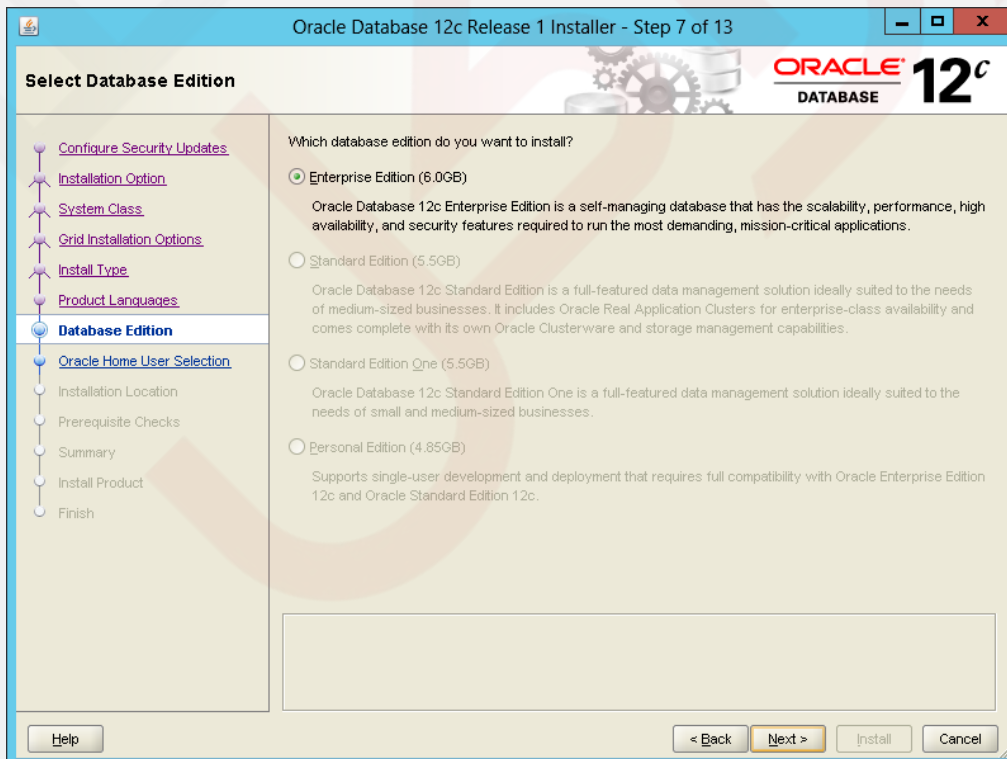 Oracle Database 12c Release 1 Installer - Step 7 of 13
Select Database Edition
ORACLE
DATABASE
12c
Configure Security Updates
Installation Option
System Class
Grid Installation Options
Install Type
Product Languages
Database Edition
Oracle Home User Selection
Installation Location
Prerequisite Checks
Summary
Install Product
Finish
Which database edition do you want to install?
Enterprise Edition (6.0GB)
Oracle Database 12c Enterprise Edition is a self-managing database that has the scalability, performance, high
availability, and security features required to run the most demanding, mission-critical applications.
Standard Edition (5.5GB)
Oracle Database 12c Standard Edition is a full-featured data management solution ideally suited to the needs
of medium-sized businesses. It includes Oracle Real Application Clusters for enterprise-class availability and
comes complete with its own Oracle Clusterware and storage management capabilities.
Standard Edition One (5.5GB)
Oracle Database 12c Standard Edition One is a full-featured data management solution ideally suited to the
needs of small and medium-sized businesses.
Personal Edition (4.85GB)
Supports single-user development and deployment that requires full compatibility with Oracle Enterprise Edition
12c and Oracle Standard Edition 12c.
Help
< Back
Next >
Install
Cancel